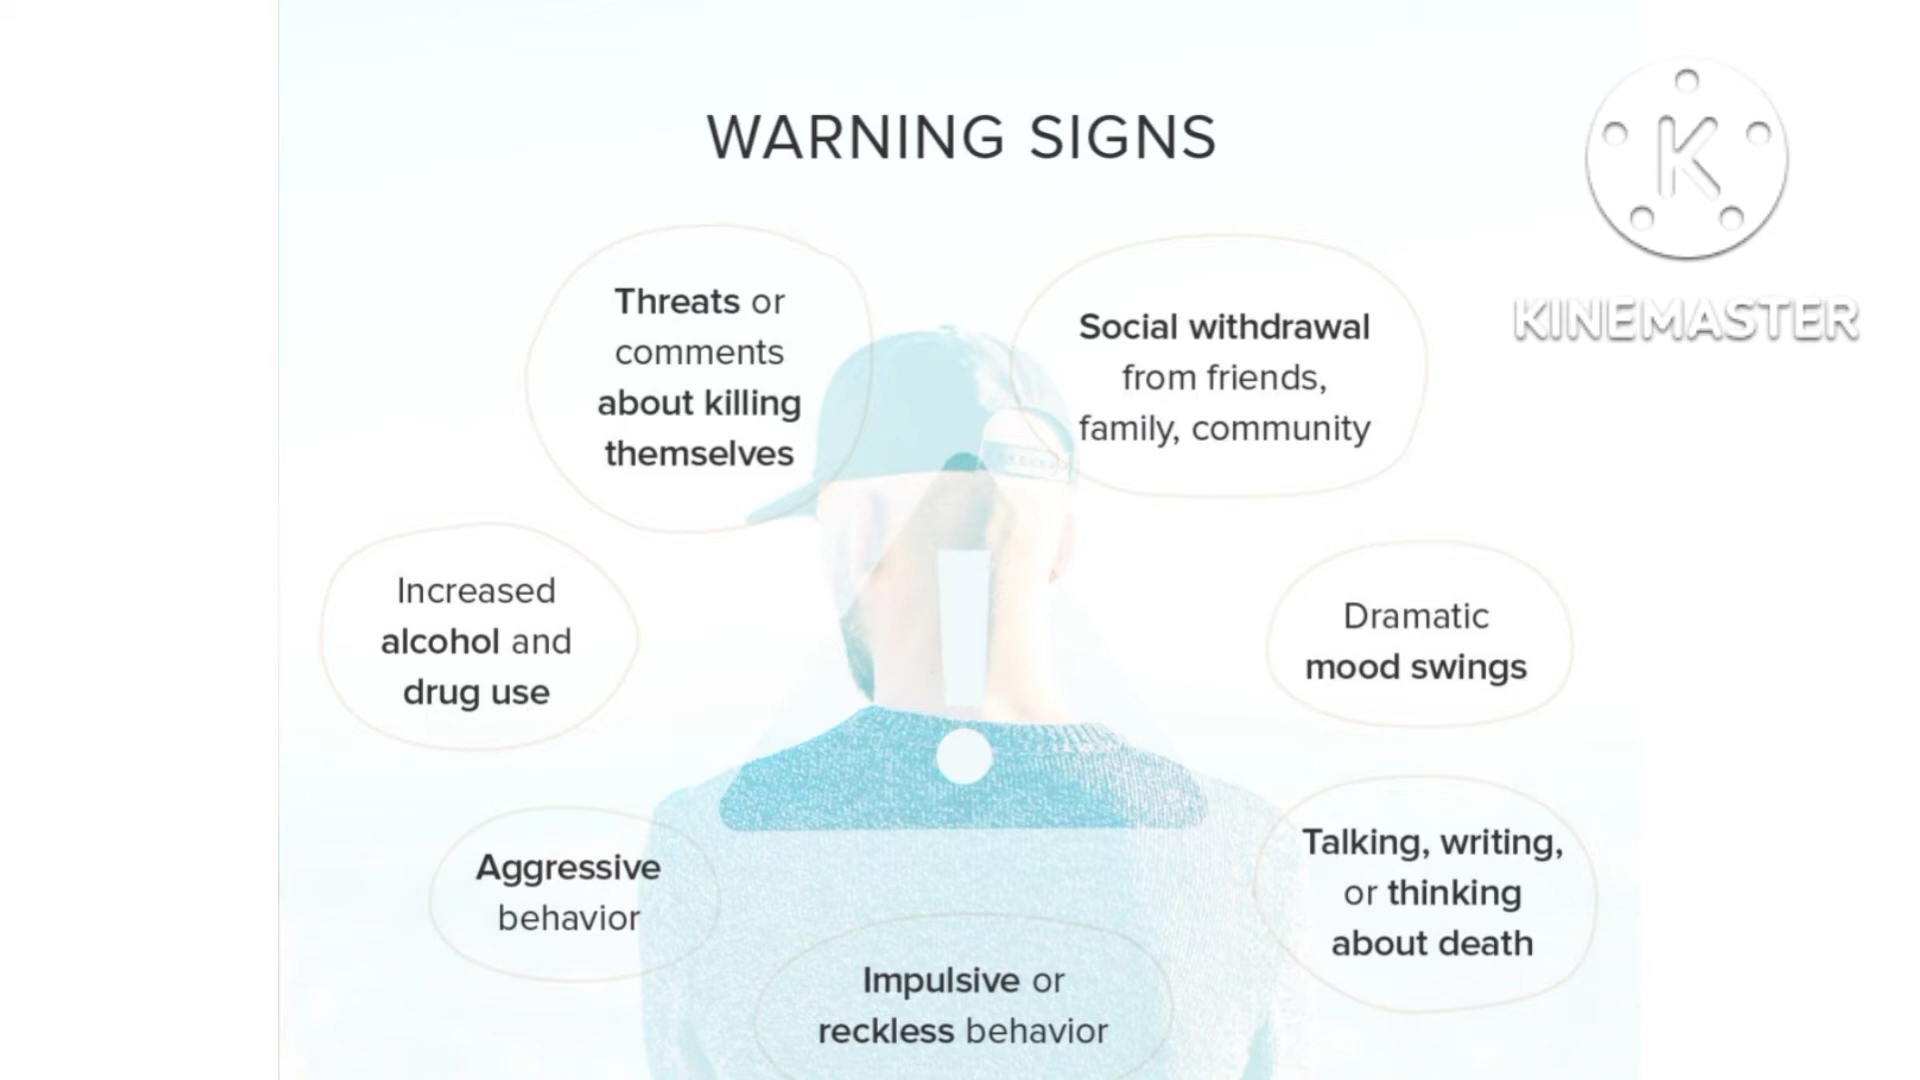 WARNING SIGNS
Threats or
comments
about killing
themselves
Social withdrawal
from friends,
family, community
K
KINEMASTER
Increased
alcohol and
drug use
Dramatic
mood swings
Aggressive
behavior
Talking, writing,
or thinking
about death
Impulsive or
reckless behavior